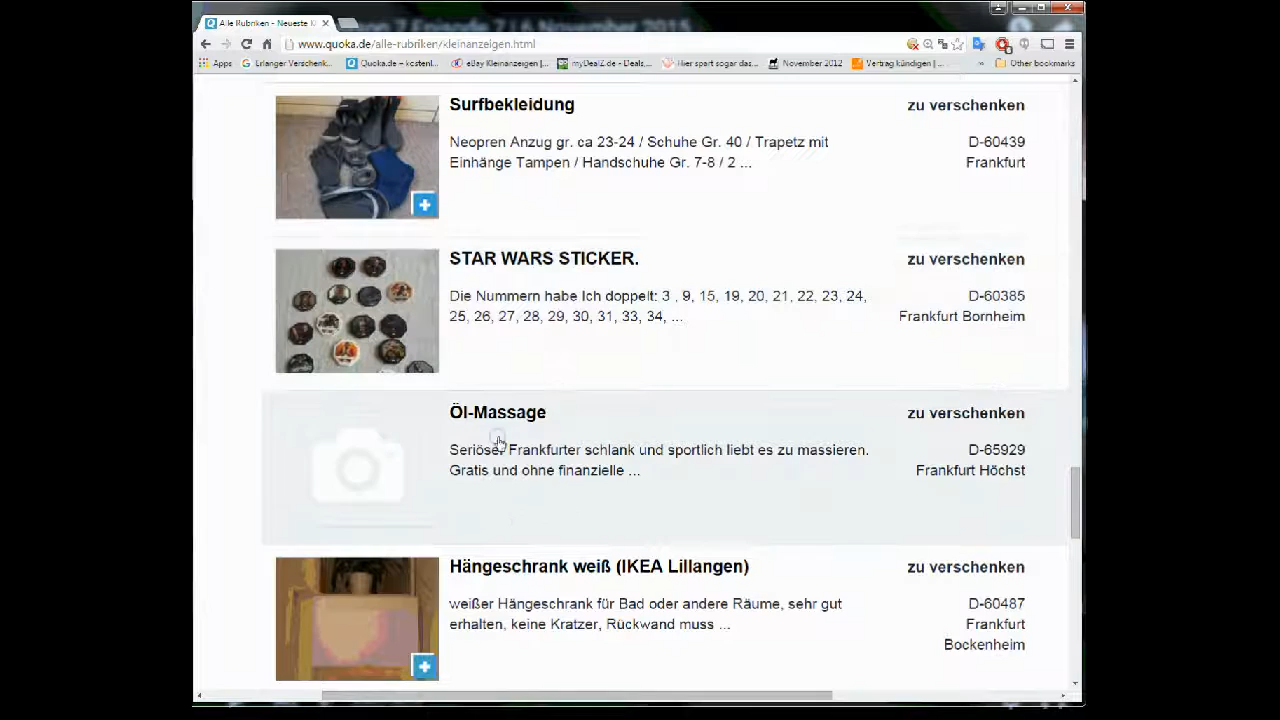 7 Episode 7 | 6 November 2015
Alle Rubriken - Neueste K
www.quoka.de/alle-rubriken/kleinanzeigen.html
Apps
Erlanger Verschenk...
Quoka.de – kostenl...
eBay Kleinanzeigen |...
myDealZ.de - Deals,...
Hier spart sogar das...
November 2012
Vertrag kündigen | ...
»
Other bookmarks
Surfbekleidung
zu verschenken
Neopren Anzug gr. ca 23-24 / Schuhe Gr. 40 / Trapetz mit
Einhänge Tampen / Handschuhe Gr. 7-8 / 2 ...
D-60439
Frankfurt
STAR WARS STICKER.
zu verschenken
Die Nummern habe Ich doppelt: 3 , 9, 15, 19, 20, 21, 22, 23, 24,
25, 26, 27, 28, 29, 30, 31, 33, 34, ...
D-60385
Frankfurt Bornheim
Öl-Massage
zu verschenken
Seriöser Frankfurter schlank und sportlich liebt es zu massieren.
Gratis und ohne finanzielle ...
D-65929
Frankfurt Höchst
Hängeschrank weiß (IKEA Lillangen)
zu verschenken
weißer Hängeschrank für Bad oder andere Räume, sehr gut
erhalten, keine Kratzer, Rückwand muss ...
D-60487
Frankfurt
Bockenheim